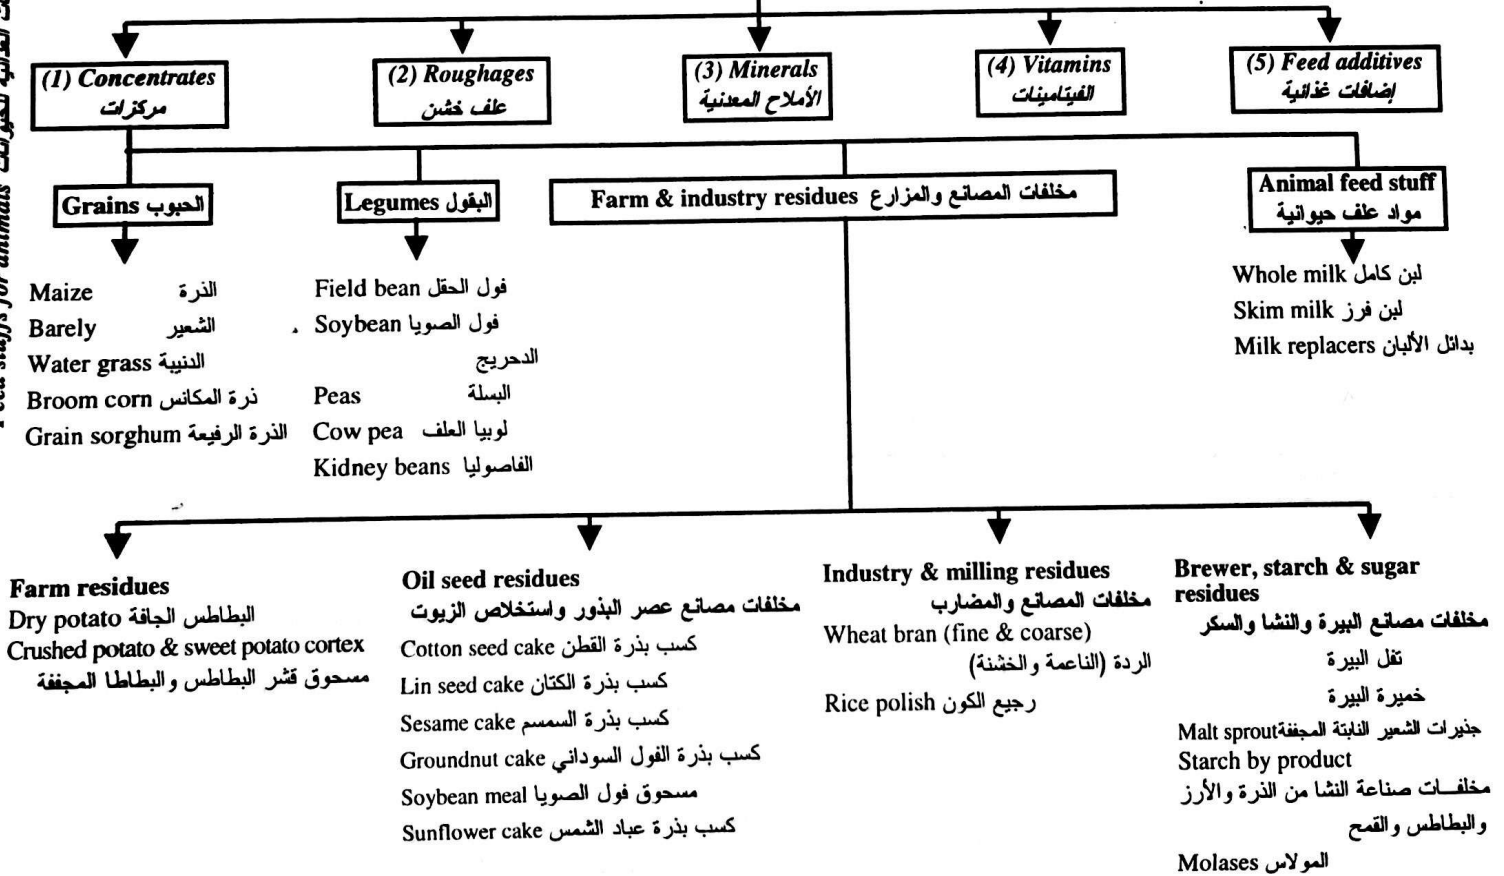 Feed stuffs for animals
(1) Concentrates
مركزات
(2) Roughages
علف خشن
(3) Minerals
الأملاح المعدنية
(4) Vitamins
الفيتامينات
(5) Feed additives
إضافات غذائية
Grains الحبوب
Legumes البقول
Farm & industry residues مخلفات المصانع والمزارع
Animal feed stuff
مواد علف حيوانية
Maize الذرة
Barely الشعير
Water grass الدنيبة
Broom corn ذرة المكانس
Grain sorghum الذرة الرفيعة
Field bean فول الحقل
Soybean فول الصويا
الدحريج
Peas البسلة
Cow pea لوبيا العلف
Kidney beans الفاصوليا
Whole milk لبن كامل
Skim milk لبن فرز
Milk replacers بدائل الألبان
Farm residues
Dry potato البطاطس الجافة
Crushed potato & sweet potato cortex
مسحوق قشر البطاطس والبطاطا المجففة
Oil seed residues
مخلفات مصانع عصر البذور واستخلاص الزيوت
Cotton seed cake كسب بذرة القطن
Lin seed cake كسب بذرة الكتان
Sesame cake كسب بذرة السمسم
Groundnut cake كسب بذرة الفول السوداني
Soybean meal مسحوق فول الصويا
Sunflower cake كسب بذرة عباد الشمس
Industry & milling residues
مخلفات المصانع والمضارب
Wheat bran (fine & coarse)
الردة (الناعمة والخشنة)
Rice polish رجيع الكون
Brewer, starch & sugar
residues
مخلفات مصانع البيرة والنشا والسكر
تفل البيرة
خميرة البيرة
Malt sprout جذيرات الشعير النابتة المجففة
Starch by product
مخلفات صناعة النشا من الذرة والأرز
والبطاطس والقمح
Molases المولاس